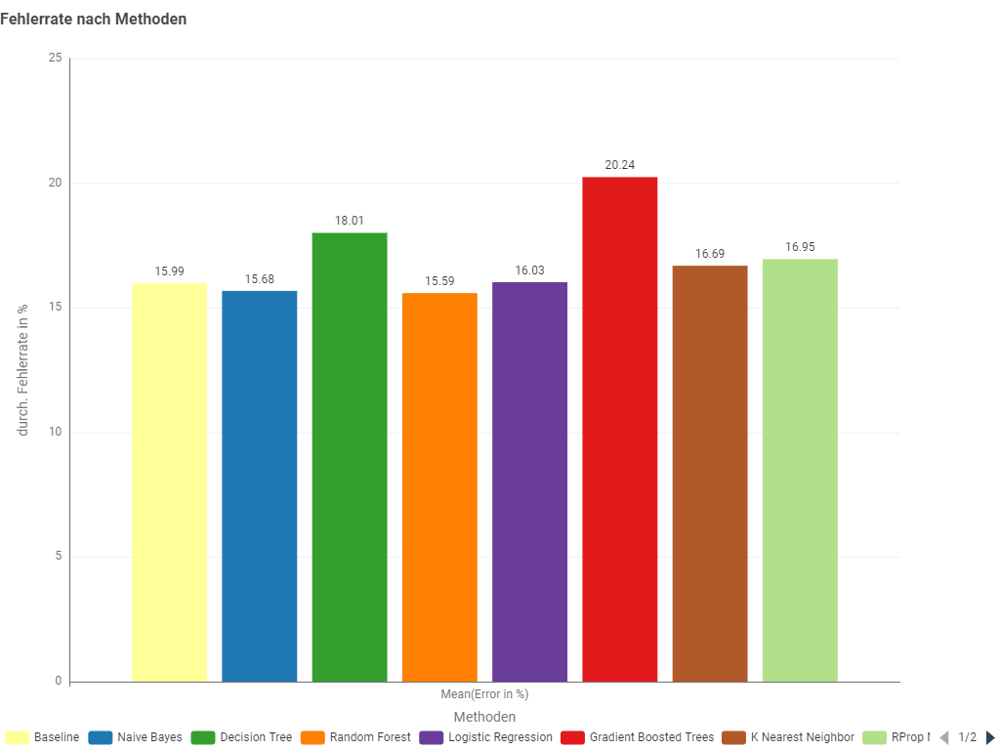 Fehlerrate nach Methoden
25
20
15
10
5
0
durch. Fehlerrate in %
15.99
15.68
18.01
15.59
16.03
20.24
16.69
16.95
Mean(Error in %)
Methoden
Baseline Naive Bayes Decision Tree Random Forest Logistic Regression Gradient Boosted Trees K Nearest Neighbor RProp 1/2